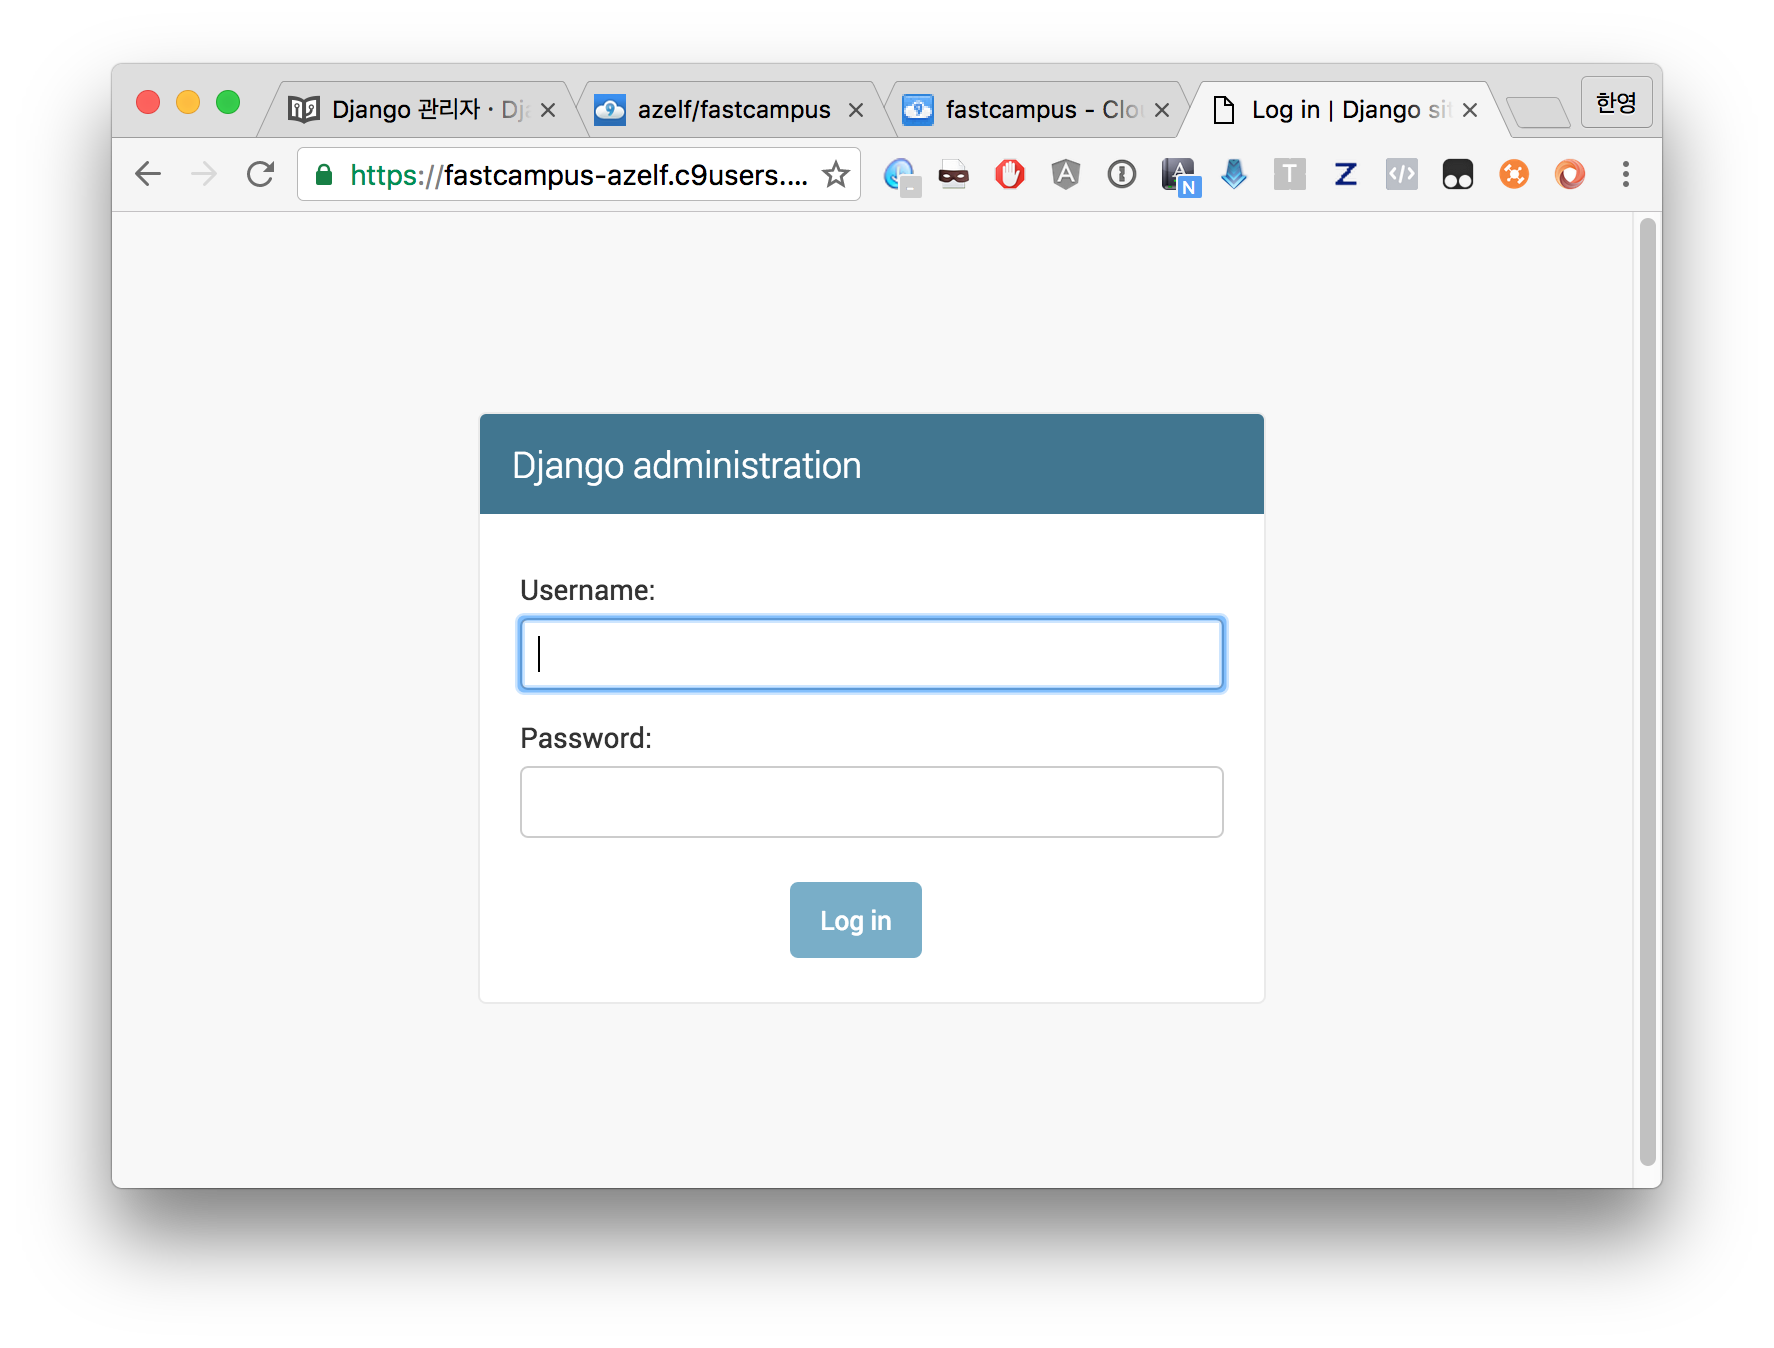 Django 관리자 · Dj
azelf/fastcampus
fastcampus - Clo
Log in | Django sit
한영
https://fastcampus-azelf.c9users....
Django administration
Username:
Password:
Log in